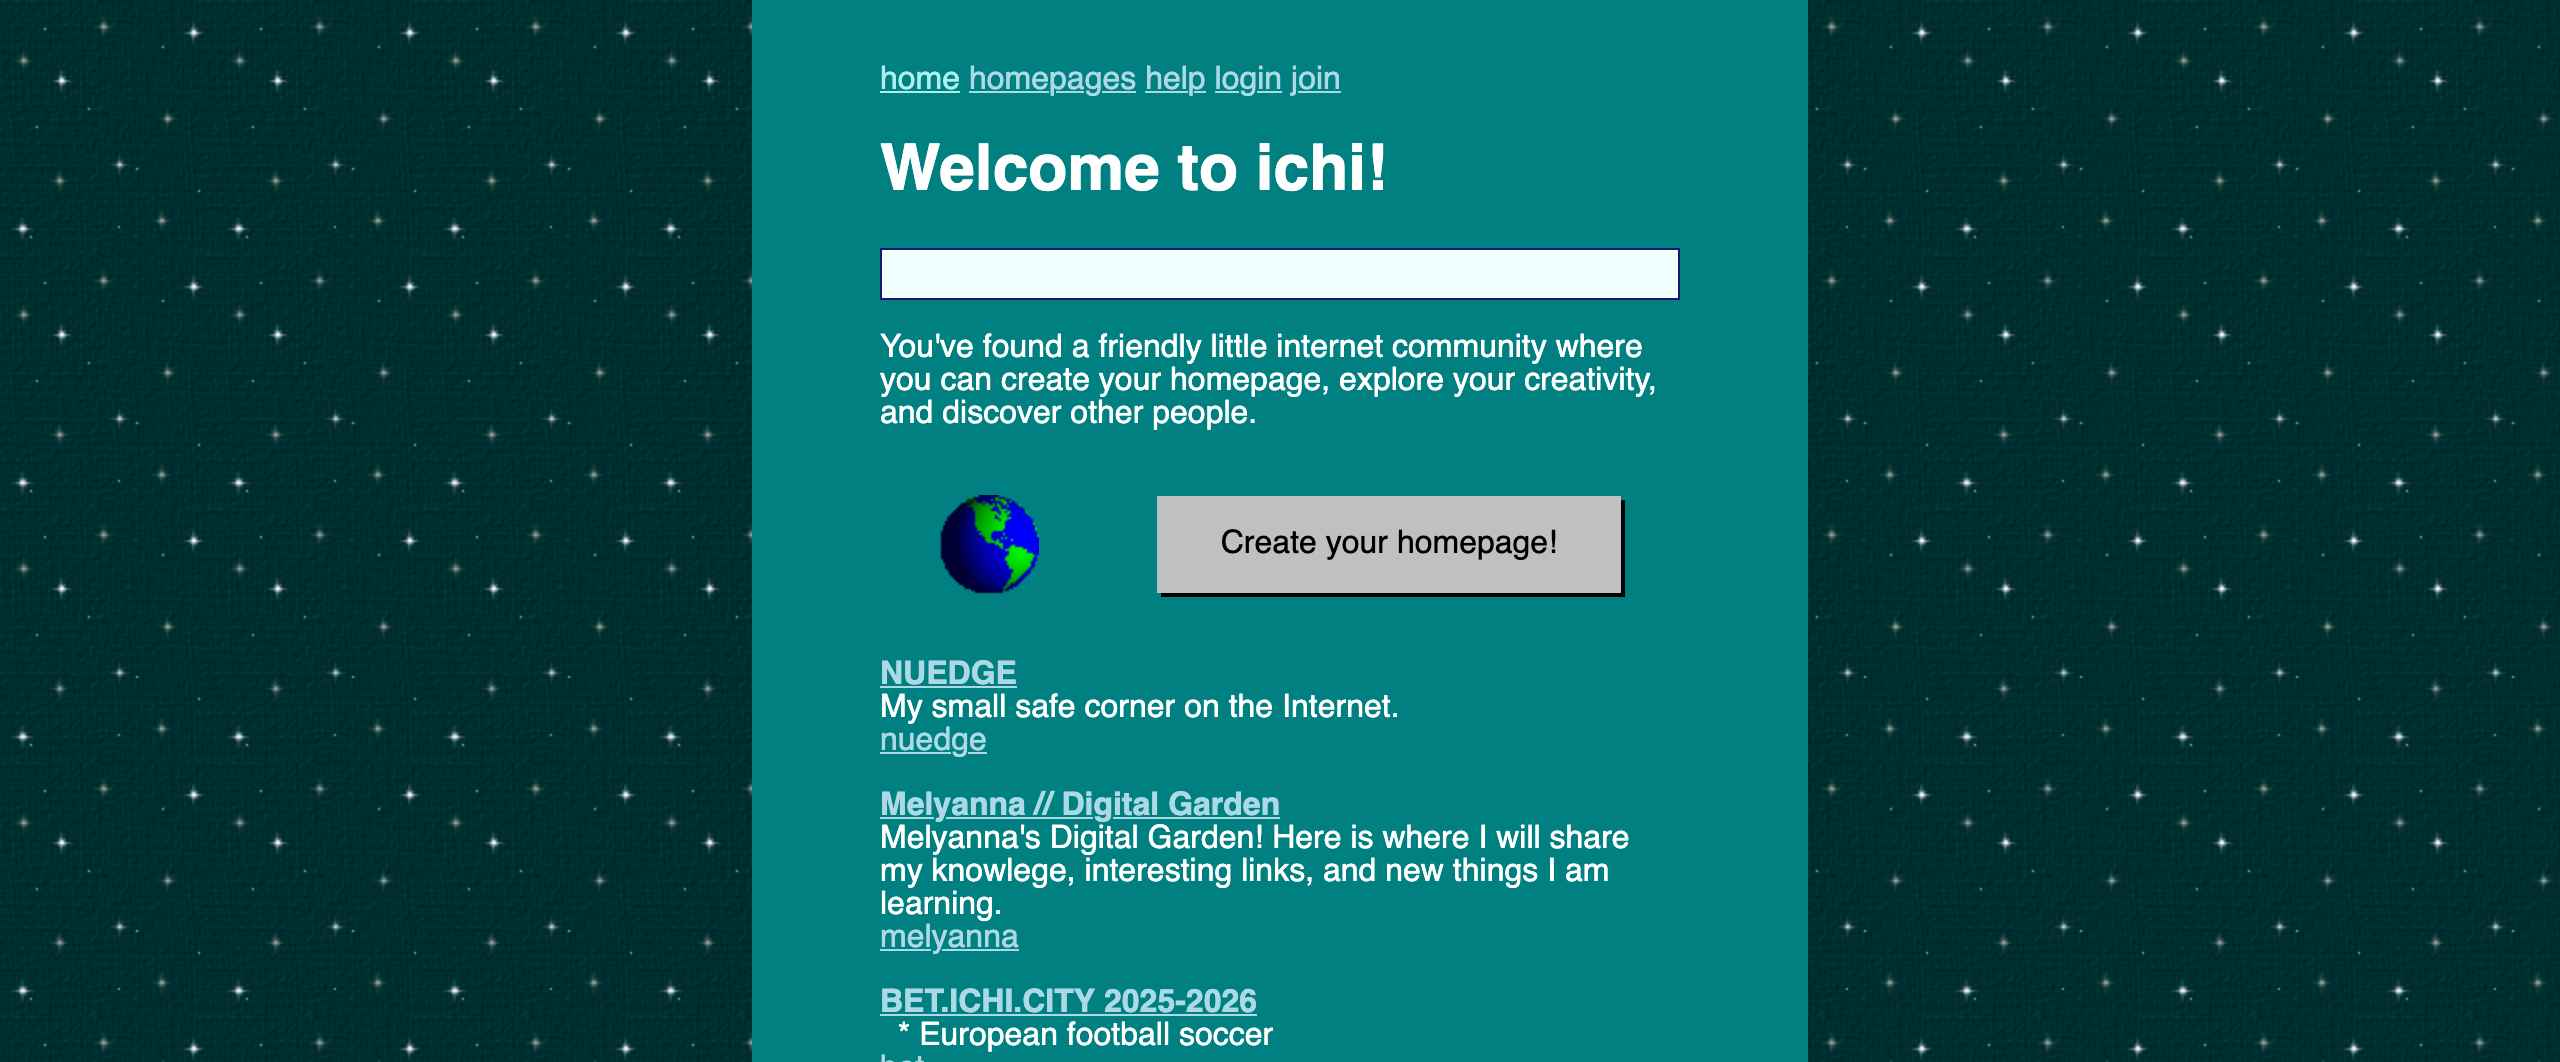 home homepages help login join
Welcome to ichi!
You've found a friendly little internet community where
you can create your homepage, explore your creativity,
and discover other people.
Create your homepage!
NUEDGE
My small safe corner on the Internet.
nuedge
Melyanna // Digital Garden
Melyanna's Digital Garden! Here is where I will share
my knowlege, interesting links, and new things I am
learning.
melyanna
BET.ICHI.CITY 2025-2026
* European football soccer